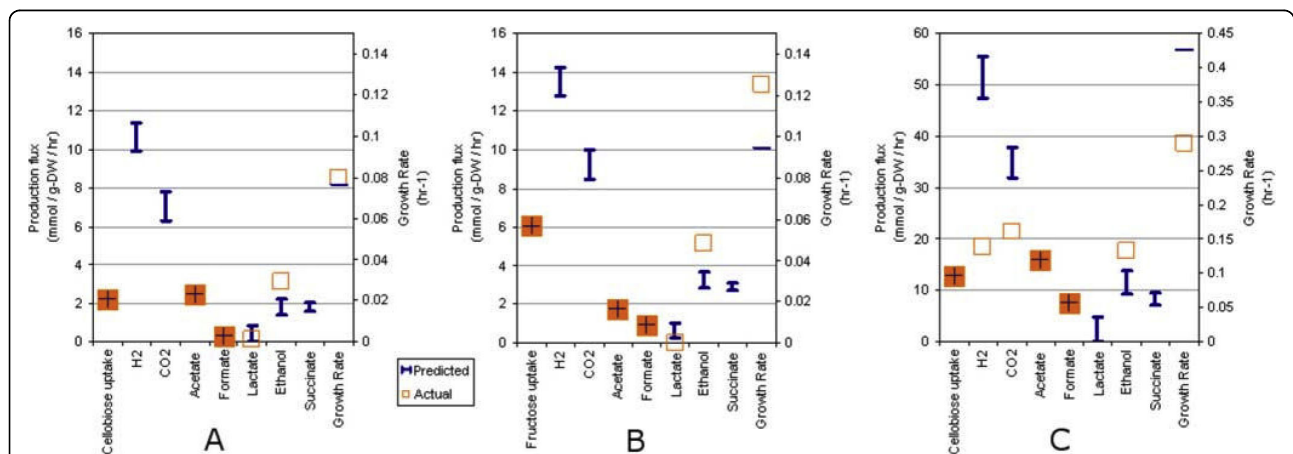 16
14
12
10
8
6
4
2
0
Production flux
(mmol / g-DW / hr)
0.14
0.12
0.1
0.08
0.06
0.04
0.02
0
Growth Rate
(hr-1)
Cellobiose uptake
H2
CO2
Acetate
Formate
Lactate
Ethanol
Succinate
Growth Rate
A
Predicted
Actual
16
14
12
10
8
6
4
2
0
Production flux
(mmol / g-DW / hr)
0.14
0.12
0.1
0.08
0.06
0.04
0.02
0
Growth Rate
(hr-1)
Fructose uptake
H2
CO2
Acetate
Formate
Lactate
Ethanol
Succinate
Growth Rate
B
60
50
40
30
20
10
0
Production flux
(mmol / g-DW / hr)
0.45
0.4
0.35
0.3
0.25
0.2
0.15
0.1
0.05
0
Growth Rate
(hr-1)
Cellobiose uptake
H2
CO2
Acetate
Formate
Lactate
Ethanol
Succinate
Growth Rate
C